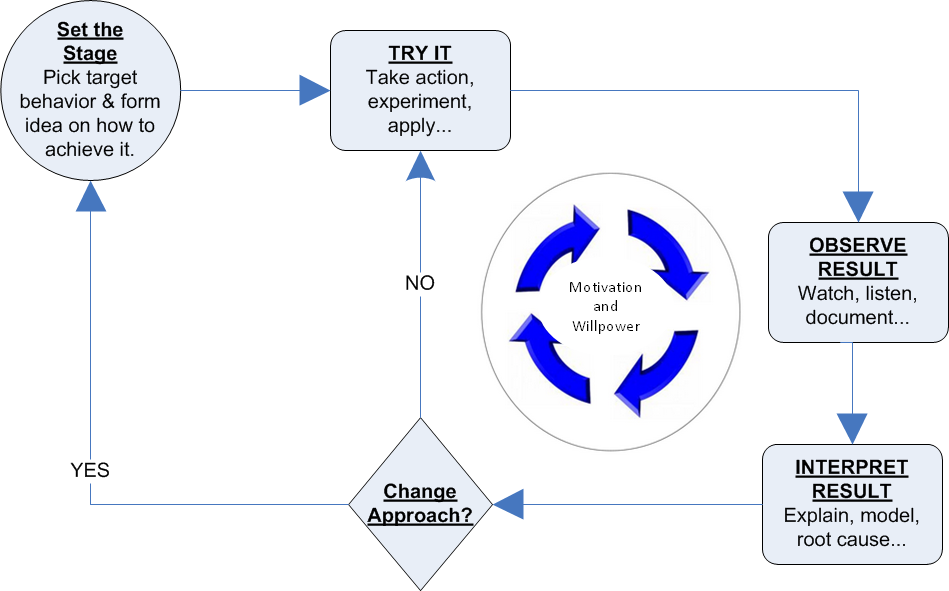 Set the
Stage
Pick target
behavior & form
idea on how to
achieve it.
TRY IT
Take action,
experiment,
apply...
OBSERVE
RESULT
Watch, listen,
document...
Motivation
and
Willpower
NO
YES
Change
Approach?
INTERPRET
RESULT
Explain, model,
root cause...